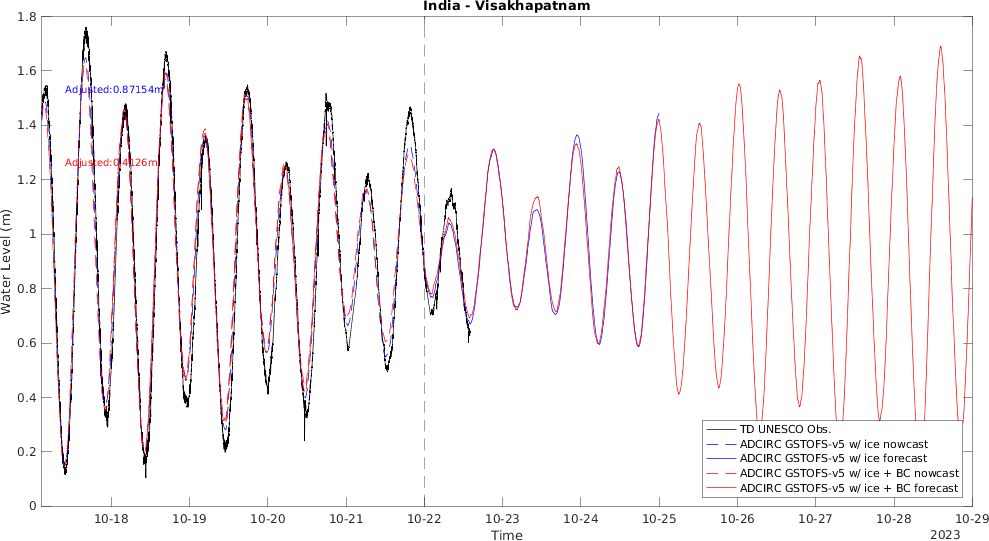 India - Visakhapatnam
1.8
1.6
1.4
1.2
1
0.8
0.6
0.4
0.2
0
Water Level (m)
Adjusted:0.87154m
Adjusted:0.4126m
TD UNESCO Obs.
ADCIRC GSTOFS-v5 w/ ice nowcast
ADCIRC GSTOFS-v5 w/ ice forecast
ADCIRC GSTOFS-v5 w/ ice + BC nowcast
ADCIRC GSTOFS-v5 w/ ice + BC forecast
10-18 10-19 10-20 10-21 10-22 10-23 10-24 10-25 10-26 10-27 10-28 10-29
Time
2023